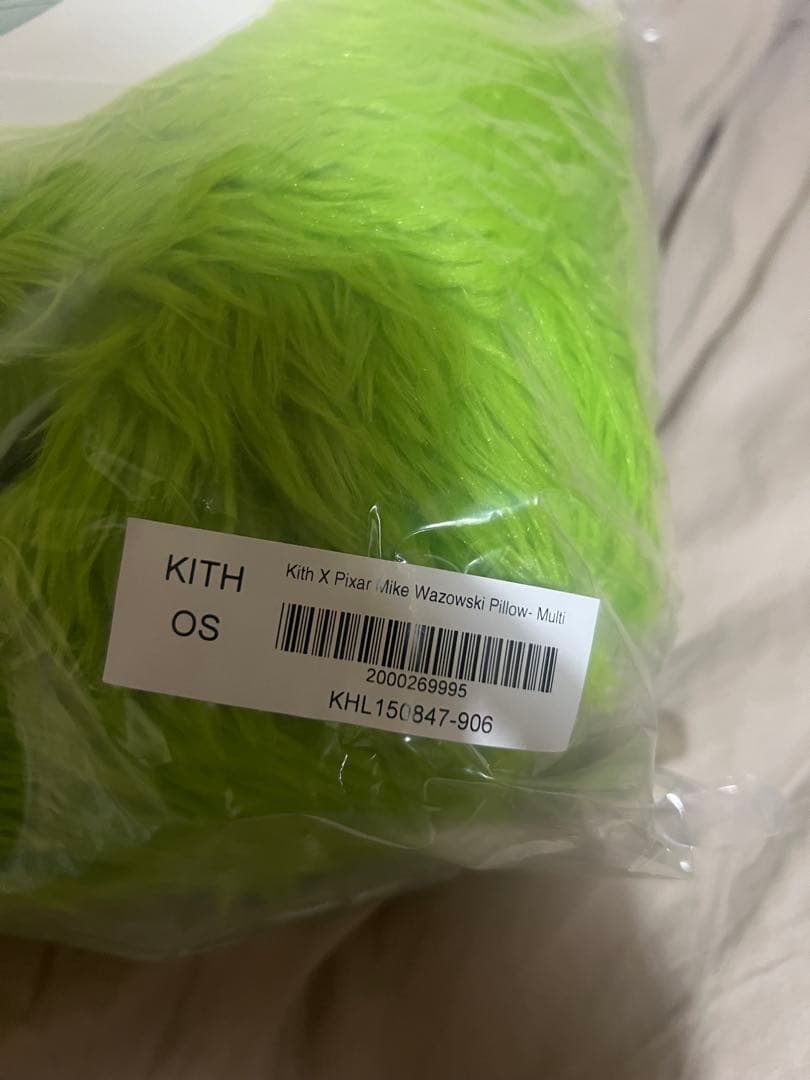 KITH
OS
Kith X Pixar Mike Wazowski Pillow- Multi
2000269995
KHL150847-906